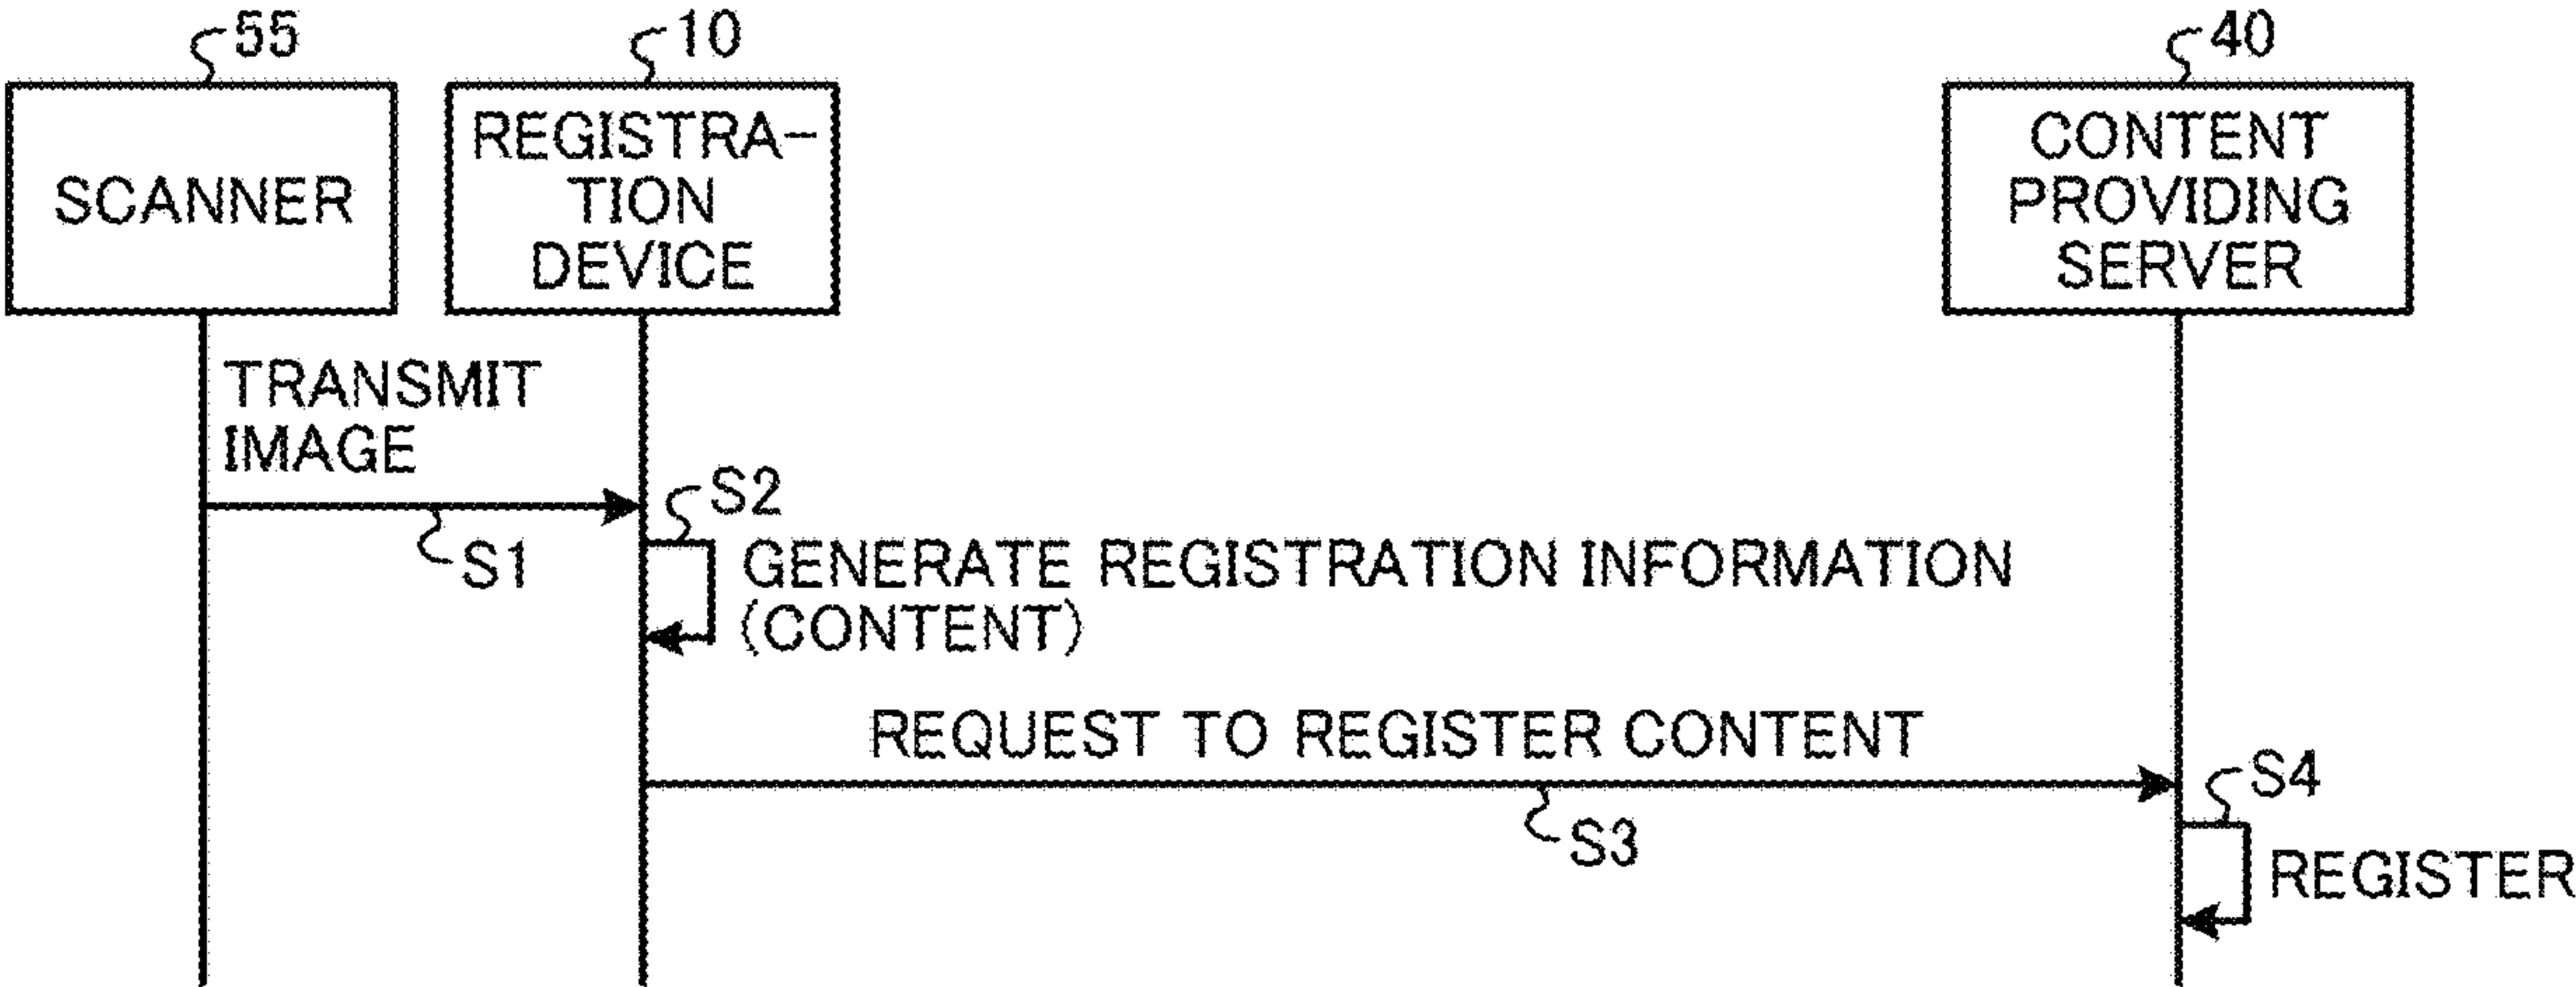 55
10
40
SCANNER
REGISTRA-
TION
DEVICE
CONTENT
PROVIDING
SERVER
TRANSMIT
IMAGE
S1
S2
GENERATE REGISTRATION INFORMATION
(CONTENT)
REQUEST TO REGISTER CONTENT
S3
S4
REGISTER